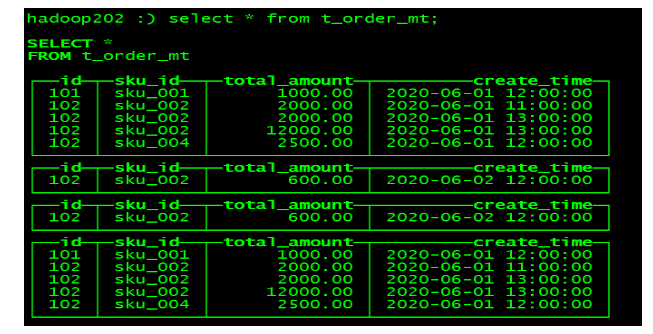 hadoop202 :) select * from t_order_mt;
SELECT *
FROM t_order_mt
id sku_id total_amount create_time
101 sku_001 1000.00 2020-06-01 12:00:00
102 sku_002 2000.00 2020-06-01 11:00:00
102 sku_002 2000.00 2020-06-01 13:00:00
102 sku_002 12000.00 2020-06-01 13:00:00
102 sku_004 2500.00 2020-06-01 12:00:00
id sku_id total_amount create_time
102 sku_002 600.00 2020-06-02 12:00:00
id sku_id total_amount create_time
102 sku_002 600.00 2020-06-02 12:00:00
id sku_id total_amount create_time
101 sku_001 1000.00 2020-06-01 12:00:00
102 sku_002 2000.00 2020-06-01 11:00:00
102 sku_002 2000.00 2020-06-01 13:00:00
102 sku_002 12000.00 2020-06-01 13:00:00
102 sku_004 2500.00 2020-06-01 12:00:00